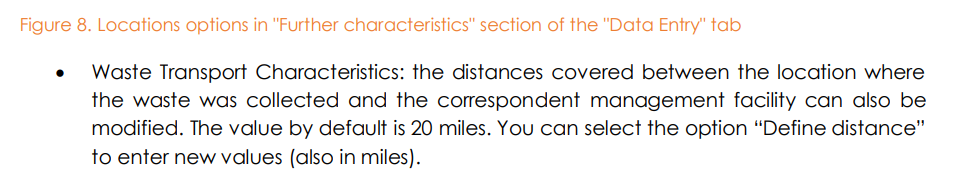 Figure 8. Locations options in "Further characteristics" section of the "Data Entry" tab
• Waste Transport Characteristics: the distances covered between the location where
the waste was collected and the correspondent management facility can also be
modified. The value by default is 20 miles. You can select the option “Define distance”
to enter new values (also in miles).